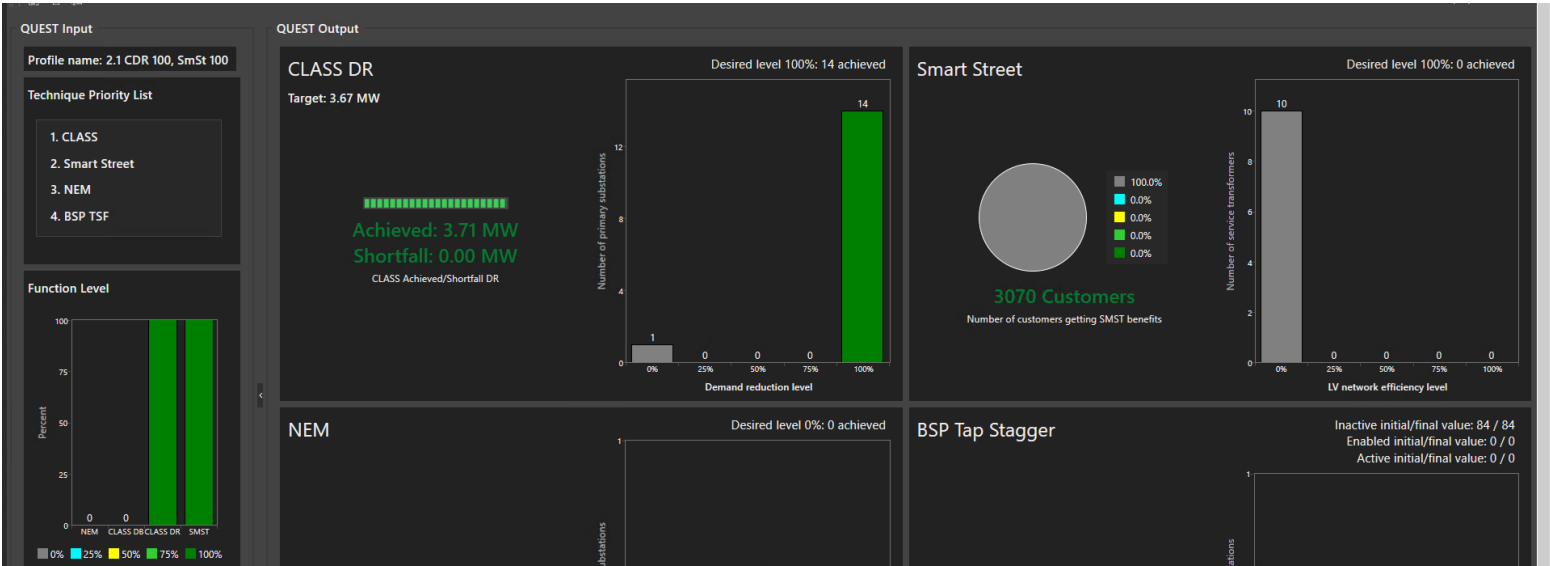 QUEST Input
Profile name: 2.1 CDR 100, SmSt 100
Technique Priority List
1. CLASS
2. Smart Street
3. NEM
4. BSP TSF
Function Level
100
75
50
25
0
Percent
0
0
NEM
CLASS DB
CLASS DR
SMST
0%
25%
50%
75%
100%
QUEST Output
CLASS DR
Target: 3.67 MW
Desired level 100%: 14 achieved
Achieved: 3.71 MW
Shortfall: 0.00 MW
CLASS Achieved/Shortfall DR
Number of primary substations
12
8
4
0
1
0
0
0
14
0%
25%
50%
75%
100%
Demand reduction level
Smart Street
Desired level 100%: 0 achieved
100.0%
0.0%
0.0%
0.0%
0.0%
3070 Customers
Number of customers getting SMST benefits
Number of service transformers
10
8
6
4
2
0
10
0
0
0
0
0%
25%
50%
75%
100%
LV network efficiency level
NEM
Desired level 0%: 0 achieved
1
BSP Tap Stagger
Inactive initial/final value: 84 / 84
Enabled initial/final value: 0 / 0
Active initial/final value: 0 / 0
1